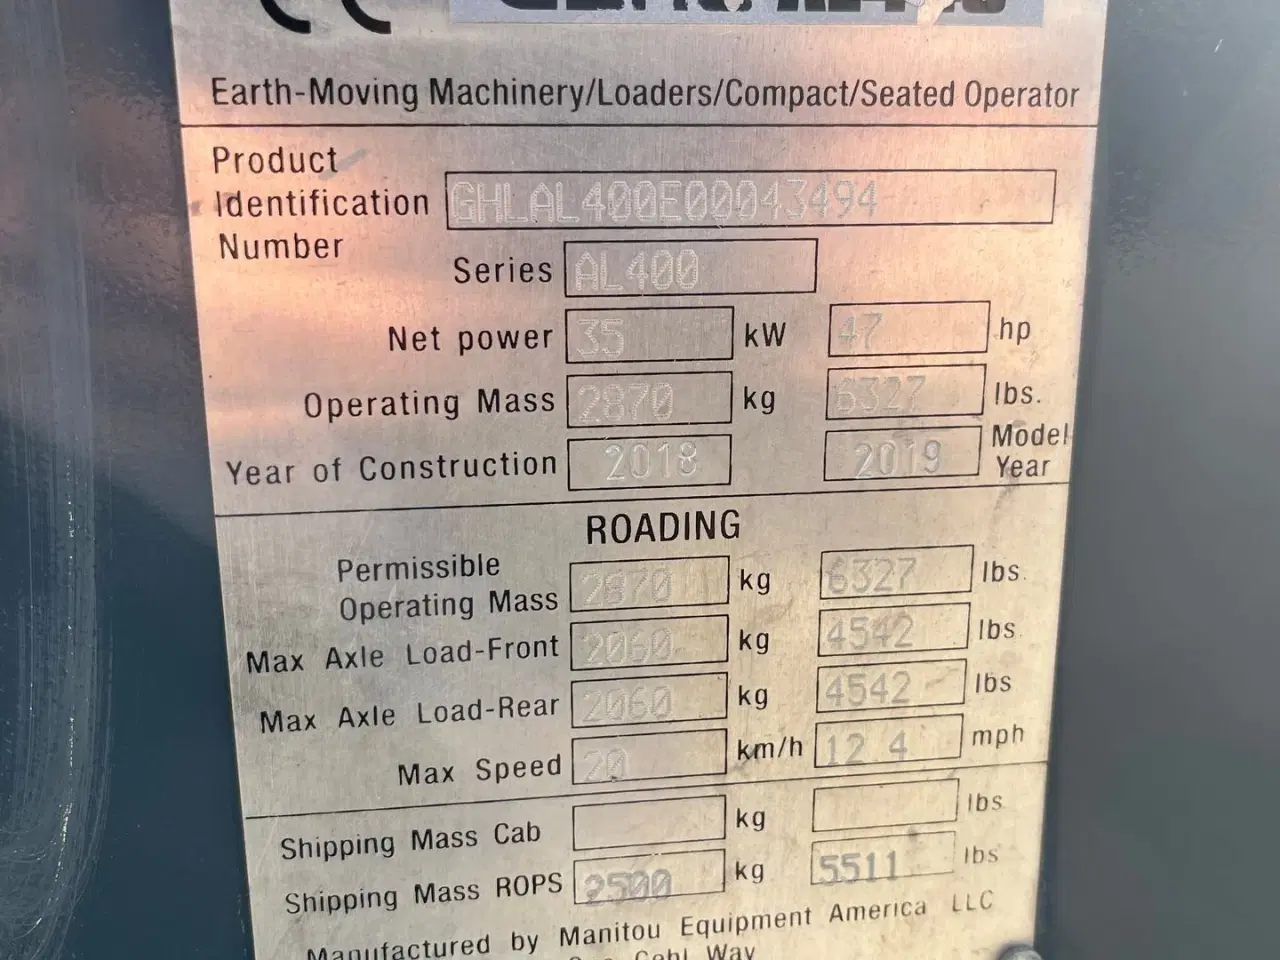 Earth-Moving Machinery/Loaders/Compact/Seated Operator
Product
Identification GHLAL400E00043494
Number
Series AL400
Net power 35 kW 47 hp
Operating Mass 2870 kg 6327 lbs.
Year of Construction 2018 2019 Model Year
ROADING
Permissible
Operating Mass 2870 kg 6327 lbs.
Max Axle Load-Front 2060 kg 4542 lbs
Max Axle Load-Rear 2060 kg 4542 lbs
Max Speed 20 km/h 12.4 mph
Shipping Mass Cab kg lbs
Shipping Mass ROPS 2500 kg 5511 lbs
Manufactured by Manitou Equipment America LLC
Gehl Way